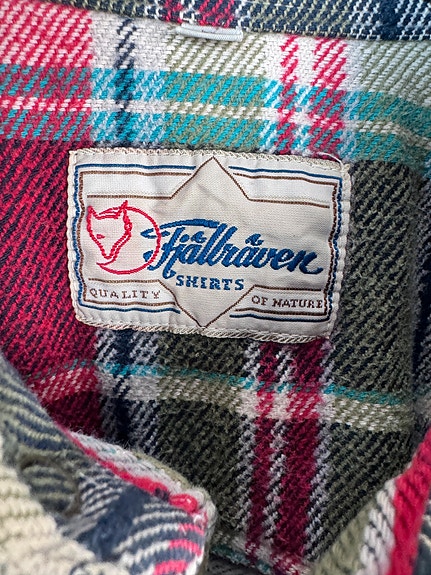 Fjällräven
SHIRTS
QUALITY OF NATURE